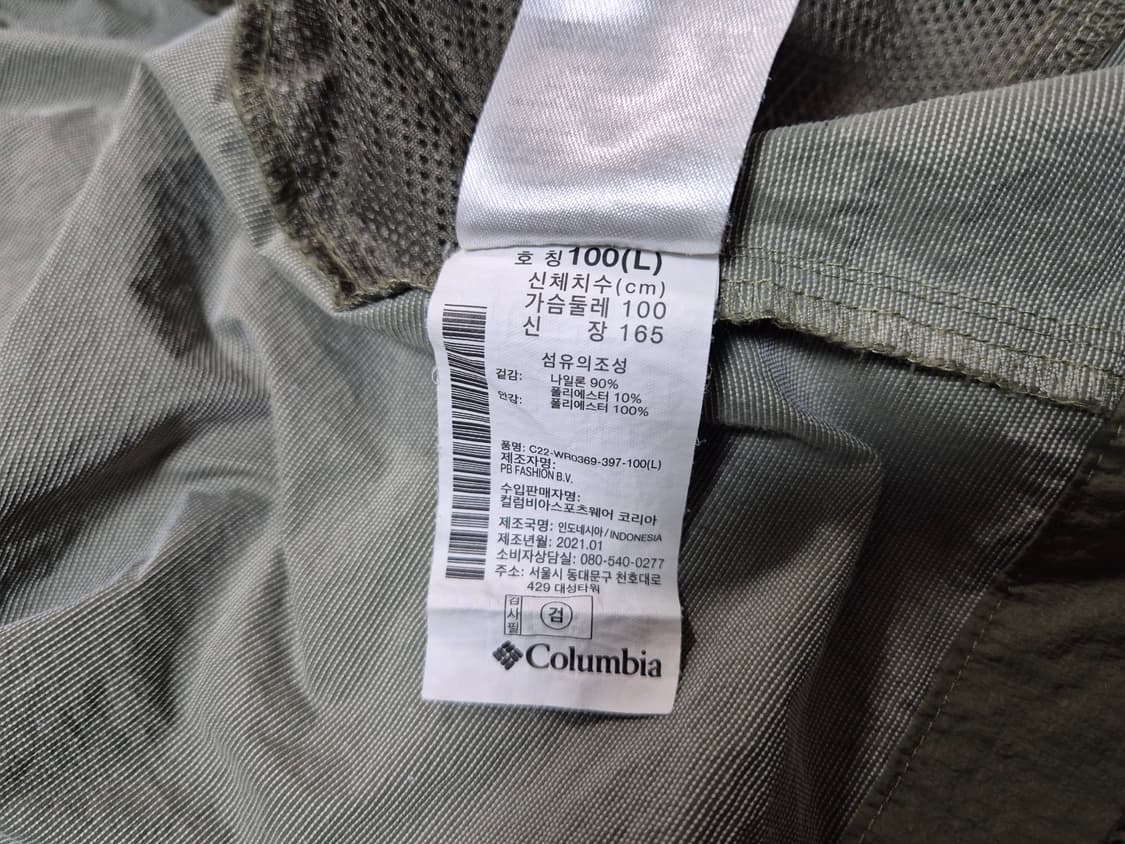 호 칭 100(L)
신체치수(cm)
가슴둘레 100
신 장 165
섬유의조성
겉감: 나일론 90%
폴리에스터 10%
안감: 폴리에스터 100%
품명: C22-WR0369-397-100(L)
제조자명:
PB FASHION B.V.
수입판매자명:
컬럼비아스포츠웨어 코리아
제조국명: 인도네시아/INDONESIA
제조년월: 2021.01
소비자상담실: 080-540-0277
주소: 서울시 동대문구 천호대로
429 대성타워
검사필 검
Columbia